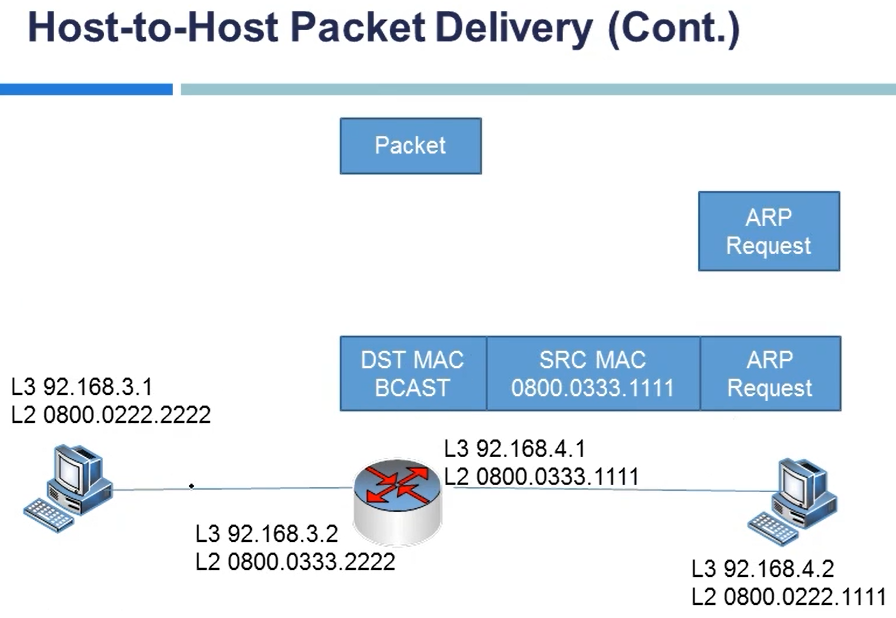 Host-to-Host Packet Delivery (Cont.)
Packet
ARP
Request
DST MAC
BCAST
SRC MAC
0800.0333.1111
ARP
Request
L3 92.168.3.1
L2 0800.0222.2222
L3 92.168.4.1
L2 0800.0333.1111
L3 92.168.3.2
L2 0800.0333.2222
L3 92.168.4.2
L2 0800.0222.1111